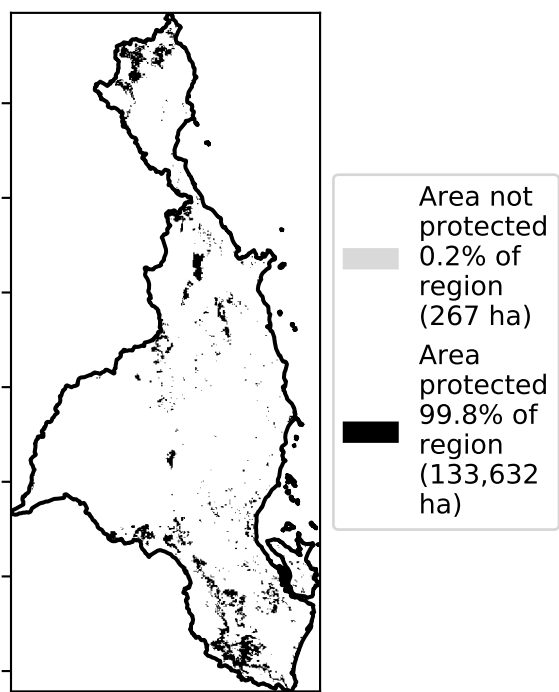 Area not
protected
0.2% of
region
(267 ha)
Area
protected
99.8% of
region
(133,632
ha)